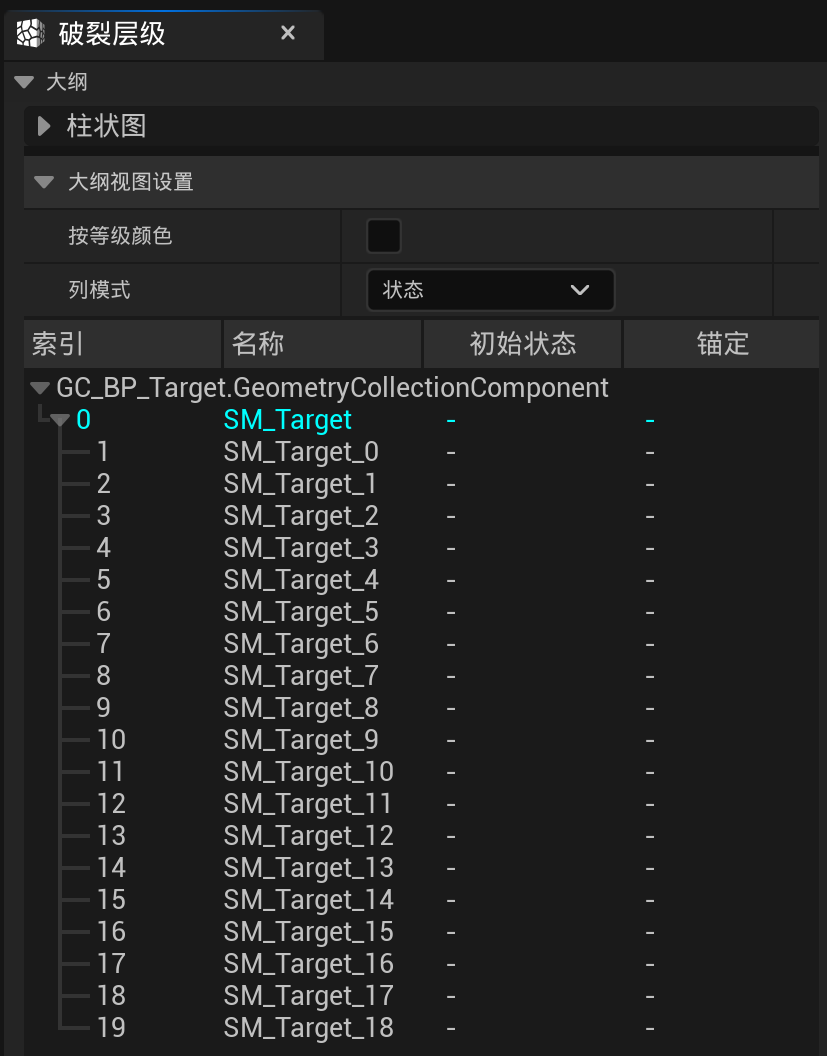 破裂层级
大纲
柱状图
大纲视图设置
按等级颜色
列模式 状态
索引 名称 初始状态 锚定
GC_BP_Target.GeometryCollectionComponent
0 SM_Target - -
1 SM_Target_0 - -
2 SM_Target_1 - -
3 SM_Target_2 - -
4 SM_Target_3 - -
5 SM_Target_4 - -
6 SM_Target_5 - -
7 SM_Target_6 - -
8 SM_Target_7 - -
9 SM_Target_8 - -
10 SM_Target_9 - -
11 SM_Target_10 - -
12 SM_Target_11 - -
13 SM_Target_12 - -
14 SM_Target_13 - -
15 SM_Target_14 - -
16 SM_Target_15 - -
17 SM_Target_16 - -
18 SM_Target_17 - -
19 SM_Target_18 - -